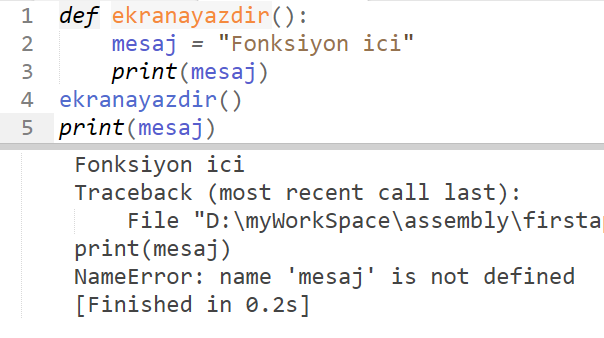 1 def ekranayazdir():
2     mesaj = "Fonksiyon ici"
3     print(mesaj)
4 ekranayazdir()
5 print(mesaj)
Fonksiyon ici
Traceback (most recent call last):
    File "D:\myWorkSpace\assembly\firstap
print(mesaj)
NameError: name 'mesaj' is not defined
[Finished in 0.2s]